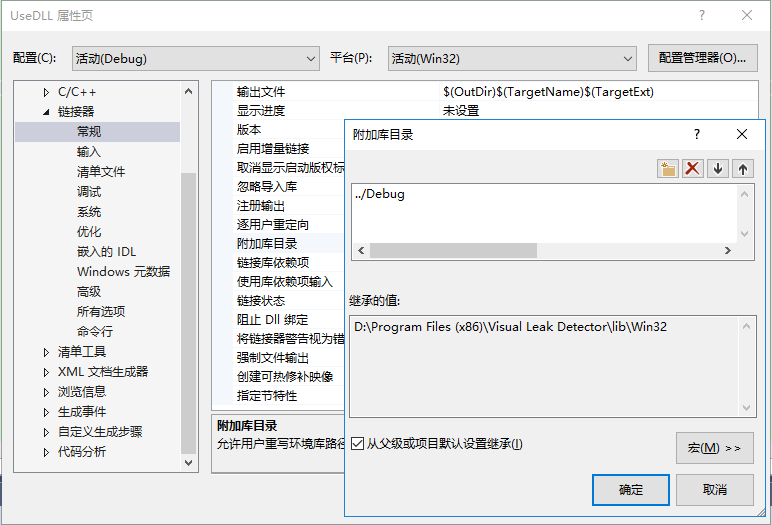 UseDLL 属性页
配置(C): 活动(Debug) 平台(P): 活动(Win32) 配置管理器(O)...
C/C++
链接器
常规
输入
清单文件
调试
系统
优化
嵌入的 IDL
Windows 元数据
高级
所有选项
命令行
清单工具
XML 文档生成器
浏览信息
生成事件
自定义生成步骤
代码分析
输出文件 $(OutDir)$(TargetName)$(TargetExt)
显示进度 未设置
版本
启用增量链接
取消显示启动版权标
忽略导入库
注册输出
逐用户重定向
附加库目录
链接库依赖项
使用库依赖项输入
链接状态
阻止 Dll 绑定
将链接器警告视为错
强制文件输出
创建可热修补映像
指定节特性
附加库目录
允许用户重写环境库路径
附加库目录
../Debug
继承的值:
D:\Program Files (x86)\Visual Leak Detector\lib\Win32
从父级或项目默认设置继承(I)
宏(M) >>
确定 取消